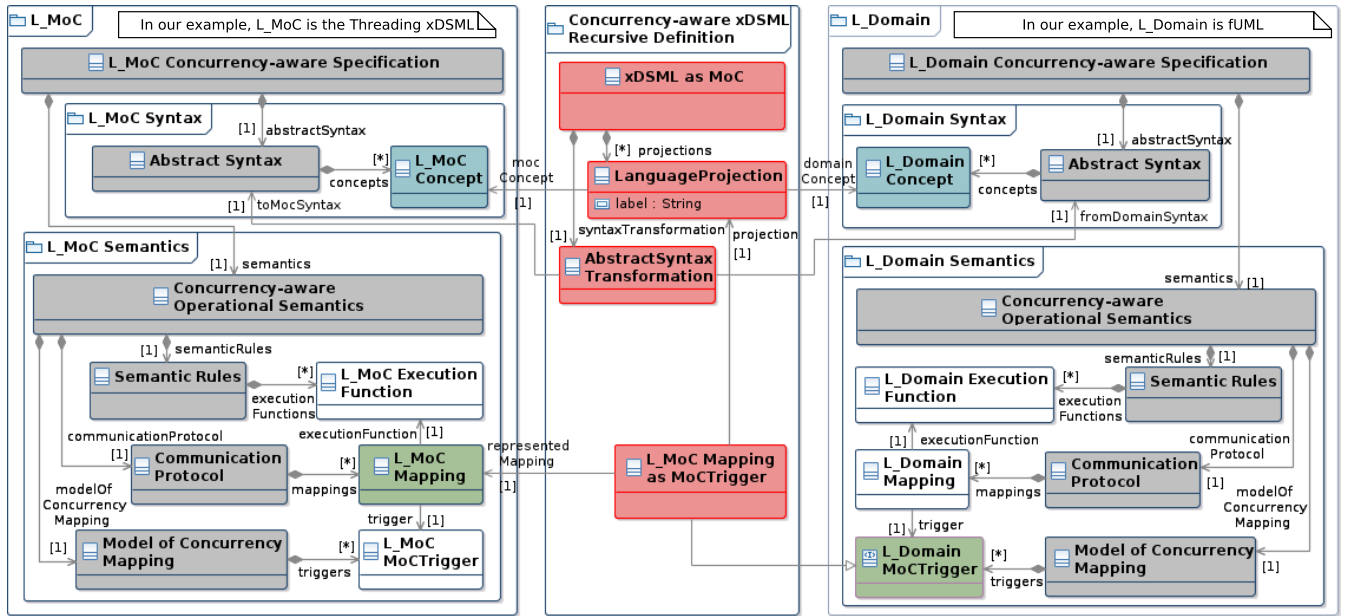 L_MoC
In our example, L_MoC is the Threading xDSML
L_MoC Concurrency-aware Specification
L_MoC Syntax
[1]
abstractSyntax
Abstract Syntax
[*]
concepts
L_MoC
Concept
[1]
toMocSyntax
L_MoC Semantics
[1]
semantics
Concurrency-aware
Operational Semantics
[1]
semanticRules
Semantic Rules
[*]
execution
Functions
L_MoC Execution
Function
executionFunction
[1]
communicationProtocol
[1]
Communication
Protocol
[*]
mappings
L_MoC
Mapping
modelOf
Concurrency
Mapping
[1]
trigger
[1]
Model of Concurrency
Mapping
[*]
triggers
L_MoC
MoCTrigger
Concurrency-aware xDSML
Recursive Definition
xDSML as MoC
[*]
projections
moc
Concept
[1]
LanguageProjection
label : String
domain
Concept
[1]
[1]
syntaxTransformation
projection
[1]
AbstractSyntax
Transformation
represented
Mapping
[1]
L_MoC Mapping
as MoCTrigger
L_Domain
In our example, L_Domain is fUML
L_Domain Concurrency-aware Specification
L_Domain Syntax
[1]
abstractSyntax
L_Domain
Concept
[*]
concepts
Abstract Syntax
[1]
fromDomainSyntax
L_Domain Semantics
semantics
[1]
Concurrency-aware
Operational Semantics
semanticRules
[1]
L_Domain Execution
Function
[*]
execution
Functions
Semantic Rules
[1]
executionFunction
communication
Protocol
[1]
L_Domain
Mapping
[*]
mappings
Communication
Protocol
modelOf
Concurrency
Mapping
[1]
[1]
trigger
L_Domain
MoCTrigger
[*]
triggers
Model of Concurrency
Mapping